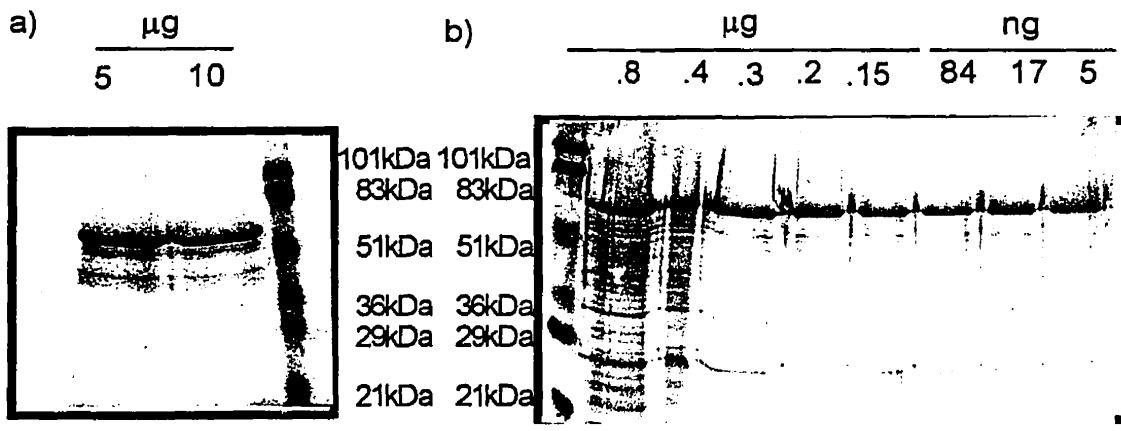 a) μg b) μg ng
5 10 .8 .4 .3 .2 .15 84 17 5
101kDa 101kDa
83kDa 83kDa
51kDa 51kDa
36kDa 36kDa
29kDa 29kDa
21kDa 21kDa